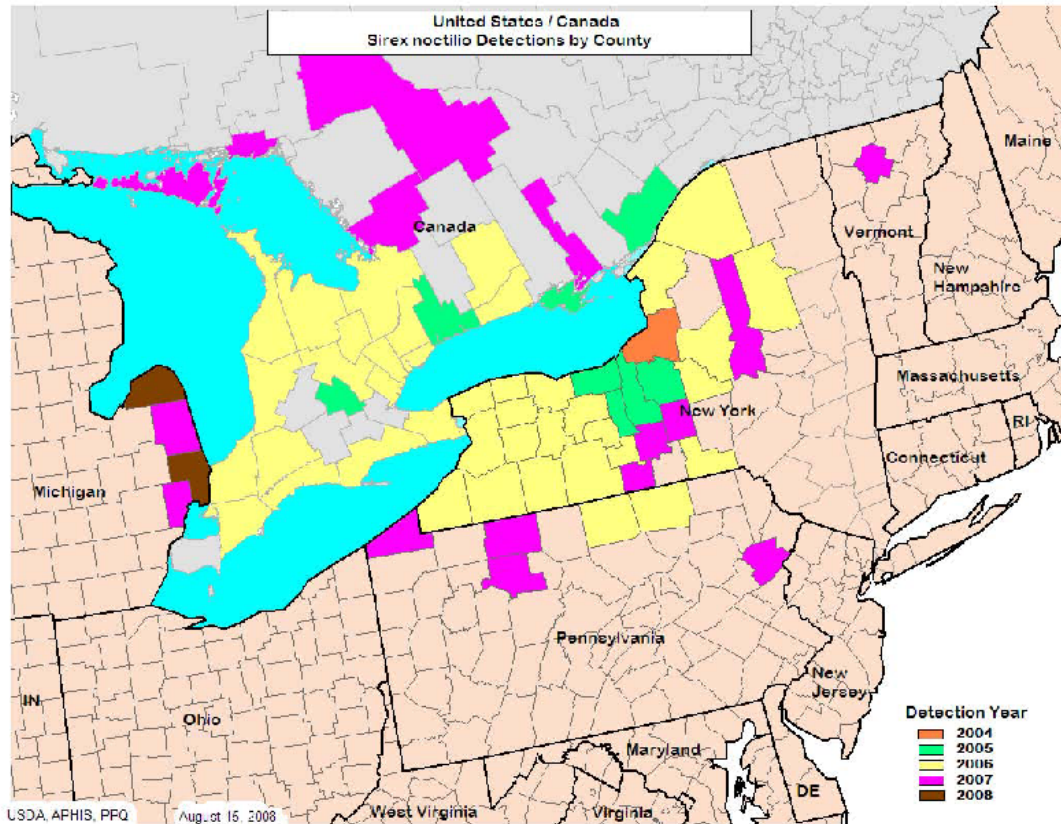 United States / Canada
Sirex noctilio Detections by County
Maine
Canada
Vermont
New
Hampshire
Massachusetts
New York
RI
Connecticut
Michigan
Pennsylvania
New
Jersey
IN
Ohio
Detection Year
2004
2005
2006
2007
2008
Maryland
DE
West Virginia
Virginia
USDA, APHIS, PPQ
August 15, 2008